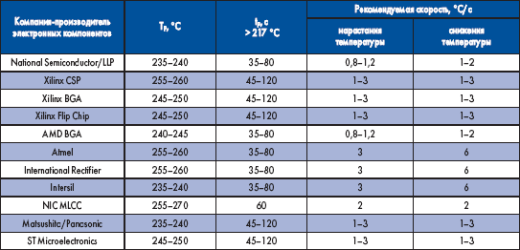 Компания-производитель электронных компонентов | Tₚ, °C | tₚ, c > 217 °C | Рекомендуемая скорость, °C/c
нарастания температуры | снижения температуры
National Semiconductor/LLP | 235–240 | 35–80 | 0,8–1,2 | 1–2
Xilinx CSP | 255–260 | 45–120 | 1–3 | 1–3
Xilinx BGA | 245–250 | 45–120 | 1–3 | 1–3
Xilinx Flip Chip | 245–250 | 45–120 | 1–3 | 1–3
AMD BGA | 240–245 | 35–80 | 0,8–1,2 | 1–2
Atmel | 255–260 | 35–80 | 3 | 6
International Rectifier | 255–260 | 35–80 | 3 | 6
Intersil | 235–240 | 35–80 | 3 | 6
NIC MLCC | 255–270 | 60 | 2 | 2
Matsushita/Panasonic | 235–240 | 45–120 | 1–3 | 1–3
ST Microelectronics | 245–250 | 45–120 | 1–3 | 1–3